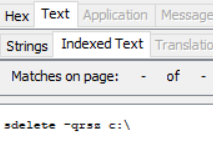 Hex Text Application Message
Strings Indexed Text Translatio
Matches on page: - of -
sdelete -qrsz c:\